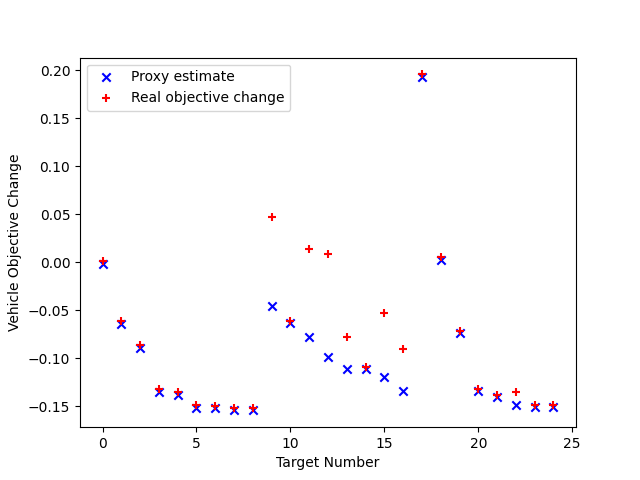 Proxy estimate
Real objective change
0.20
0.15
0.10
0.05
0.00
−0.05
−0.10
−0.15
Vehicle Objective Change
0 5 10 15 20 25
Target Number